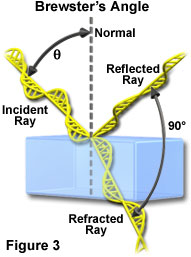 Brewster's Angle
Normal
θ
Incident
Ray
Reflected
Ray
90°
Refracted
Ray
Figure 3